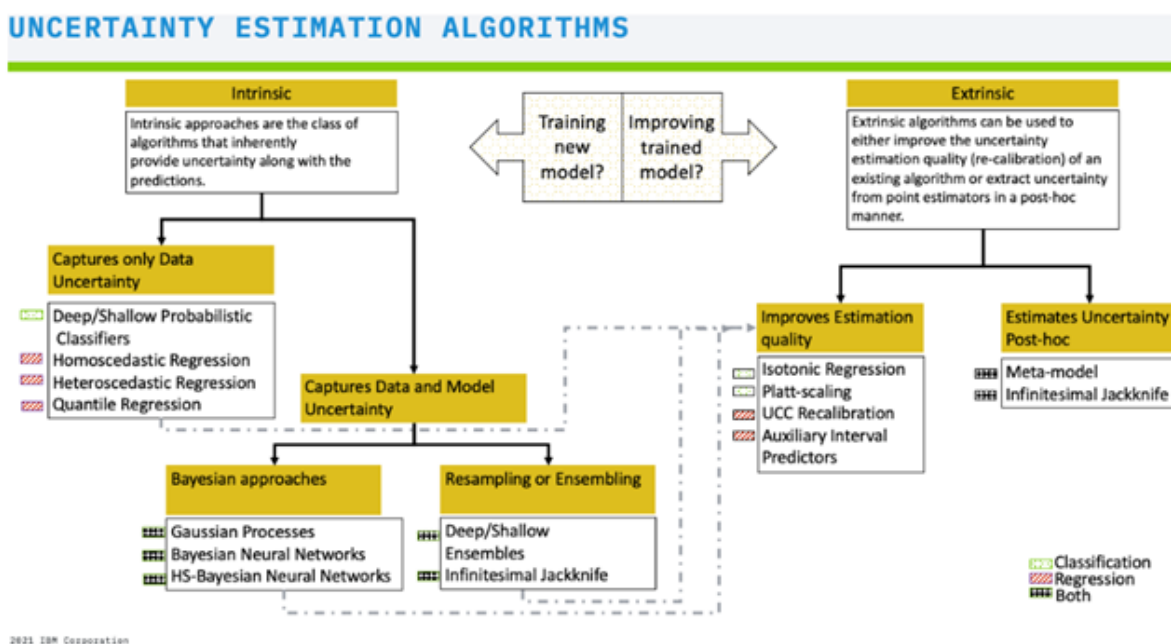 UNCERTAINTY ESTIMATION ALGORITHMS
Intrinsic
Intrinsic approaches are the class of
algorithms that inherently
provide uncertainty along with the
predictions.
Training
new
model?
Improving
trained
model?
Extrinsic
Extrinsic algorithms can be used to
either improve the uncertainty
estimation quality (re-calibration) of an
existing algorithm or extract uncertainty
from point estimators in a post-hoc
manner.
Captures only Data
Uncertainty
Deep/Shallow Probabilistic
Classifiers
Homoscedastic Regression
Heteroscedastic Regression
Quantile Regression
Captures Data and Model
Uncertainty
Bayesian approaches
Gaussian Processes
Bayesian Neural Networks
HS-Bayesian Neural Networks
Resampling or Ensembling
Deep/Shallow
Ensembles
Infinitesimal Jackknife
Improves Estimation
quality
Isotonic Regression
Platt-scaling
UCC Recalibration
Auxiliary Interval
Predictors
Estimates Uncertainty
Post-hoc
Meta-model
Infinitesimal Jackknife
Classification
Regression
Both
2021 IBM Corporation